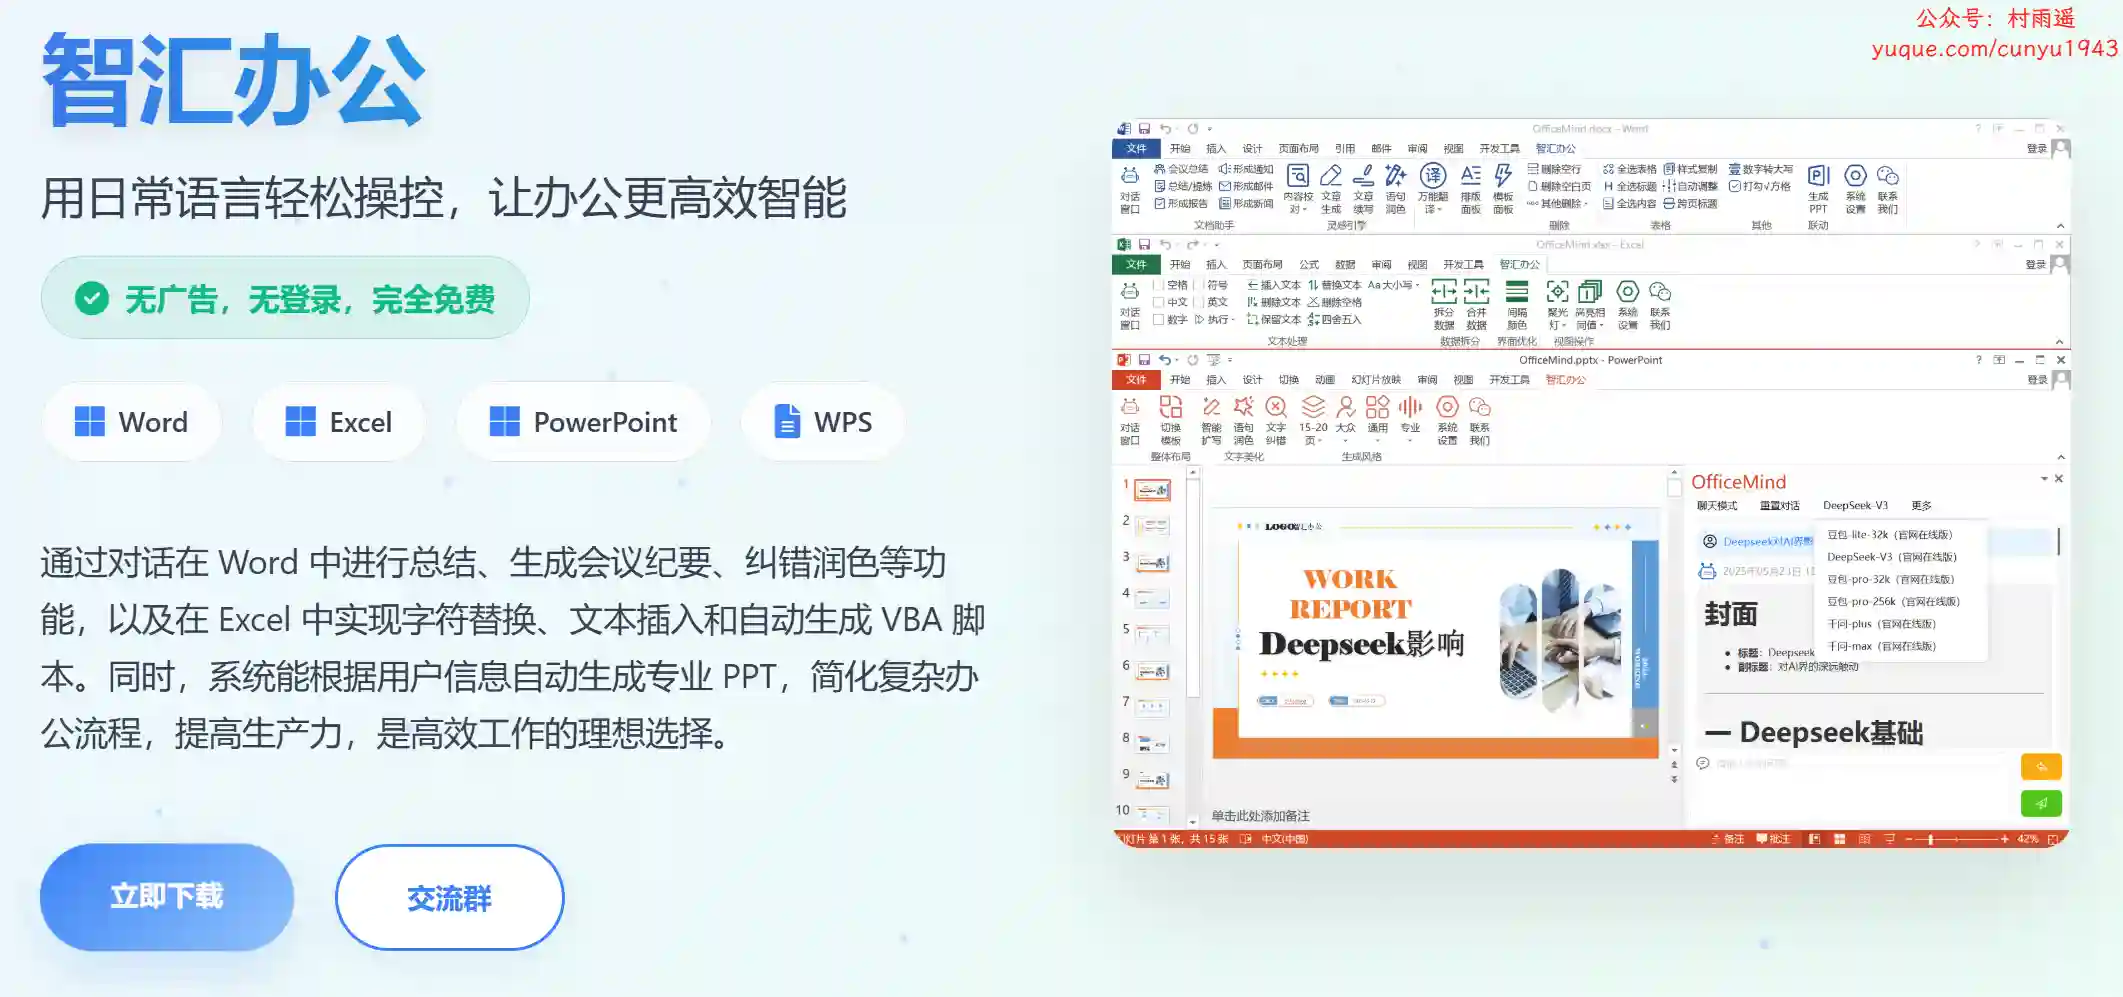 公众号：村雨遥
yuque.com/cunyu1943
智汇办公
用日常语言轻松操控，让办公更高效智能
无广告，无登录，完全免费
Word
Excel
PowerPoint
WPS
通过对话在 Word 中进行总结、生成会议纪要、纠错润色等功
能，以及在 Excel 中实现字符替换、文本插入和自动生成 VBA 脚
本。同时，系统能根据用户信息自动生成专业 PPT，简化复杂办
公流程，提高生产力，是高效工作的理想选择。
立即下载
交流群
OfficeMind.docx - Word
文件 开始 插入 设计 页面布局 引用 邮件 审阅 视图 开发工具 智汇办公 登录
会议总结 形成通知 删除空行 全选表格 样式复制 数字转大写
总结/提炼 形成邮件 删除空白页 全选标题 自动调整 打勾√方格
形成报告 形成新闻 其他删除 全选内容 跨页标题
对话窗口 内容校对 文章生成 文章续写 语句润色 万能翻译 排版面板 模板面板 生成PPT 系统设置 联系我们
文档助手 灵感引擎 删除 表格 其他 联动
OfficeMind.xlsx - Excel
文件 开始 插入 页面布局 公式 数据 审阅 视图 开发工具 智汇办公 登录
空格 符号 插入文本 替换文本 Aa大小写
中文 英文 删除文本 删除空格
数字 执行 保留文本 四舍五入
对话窗口 拆分数据 合并数据 间隔颜色 聚光灯 高亮相同值 系统设置 联系我们
文本处理 数据拆分 界面优化 视图操作
OfficeMind.pptx - PowerPoint
文件 开始 插入 设计 切换 动画 幻灯片放映 审阅 视图 开发工具 智汇办公 登录
对话窗口 切换模板 智能扩写 语句润色 文字纠错 15-20页 大众 通用 专业 系统设置 联系我们
整体布局 文字美化 生成风格
1
2
3
4
5
6
7
8
9
10
LOGO智汇办公
WORK
REPORT
Deepseek影响
单击此处添加备注
OfficeMind
聊天模式 重置对话 DeepSeek-V3 更多
Deepseek对AI界影
2025年05月23日
豆包-lite-32k（官网在线版）
DeepSeek-V3（官网在线版）
豆包-pro-32k（官网在线版）
豆包-pro-256k（官网在线版）
千问-plus（官网在线版）
千问-max（官网在线版）
封面
标题：Deepseek
副标题：对AI界的深远触动
一 Deepseek基础
幻灯片 第 1 张，共 15 张 中文(中国) 备注 批注 42%